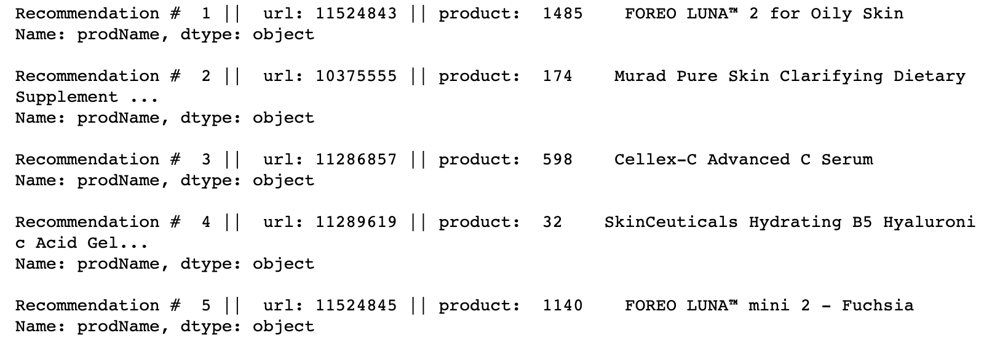 Recommendation #  1 ||  url: 11524843 || product:  1485    FOREO LUNA™ 2 for Oily Skin
Name: prodName, dtype: object
Recommendation #  2 ||  url: 10375555 || product:  174    Murad Pure Skin Clarifying Dietary
Supplement ...
Name: prodName, dtype: object
Recommendation #  3 ||  url: 11286857 || product:  598    Cellex-C Advanced C Serum
Name: prodName, dtype: object
Recommendation #  4 ||  url: 11289619 || product:  32    SkinCeuticals Hydrating B5 Hyaluroni
c Acid Gel...
Name: prodName, dtype: object
Recommendation #  5 ||  url: 11524845 || product:  1140    FOREO LUNA™ mini 2 - Fuchsia
Name: prodName, dtype: object